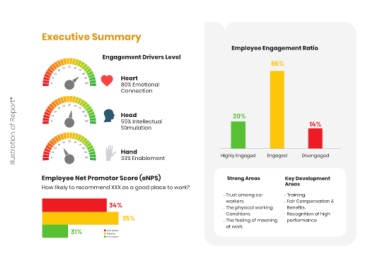 Executive Summary
Illustration of Report*
Engagement Drivers Level
Heart
80% Emotional
Connection
Head
55% Intellectual
Stimulation
Hand
33% Enablement
Employee Net Promotor Score (eNPS)
How likely to recommend XXX as a good place to work?
34%
35%
31%
Employee Engagement Ratio
66%
20%
14%
Highly Engaged
Engaged
Disengaged
Strong Areas
- Trust among co-
workers
- The physical working
Conditions
- The feeling of meaning
at work
Key Development
Areas
- Training
- Fair Compensation &
Benefits
- Recognition of high
performance